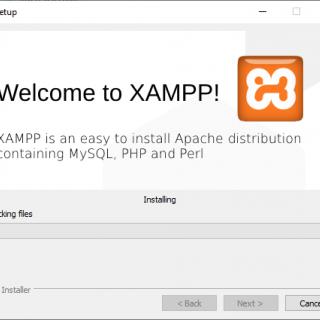 etup
Welcome to XAMPP!
XAMPP is an easy to install Apache distribution
containing MySQL, PHP and Perl
Installing
cking files
Installer
< Back
Next >
Cance